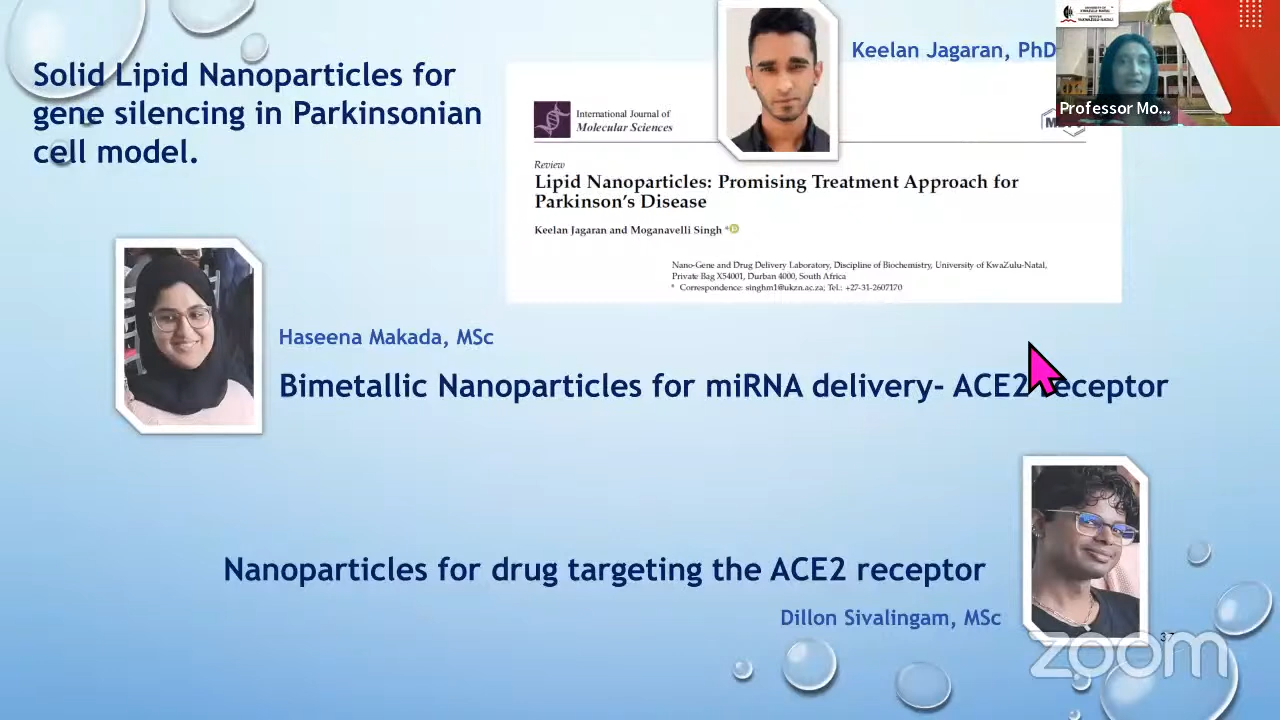 Solid Lipid Nanoparticles for
gene silencing in Parkinsonian
cell model.
Keelan Jagaran, PhD
Professor Mo...
International Journal of
Molecular Sciences
Review
Lipid Nanoparticles: Promising Treatment Approach for
Parkinson's Disease
Keelan Jagaran and Moganavelli Singh *
Nano-Gene and Drug Delivery Laboratory, Discipline of Biochemistry, University of KwaZulu-Natal,
Private Bag X54001, Durban 4000, South Africa
* Correspondence: singhm1@ukzn.ac.za; Tel.: +27-31-2607170
Haseena Makada, MSc
Bimetallic Nanoparticles for miRNA delivery- ACE2 receptor
Nanoparticles for drug targeting the ACE2 receptor
Dillon Sivalingam, MSc
37
zoom